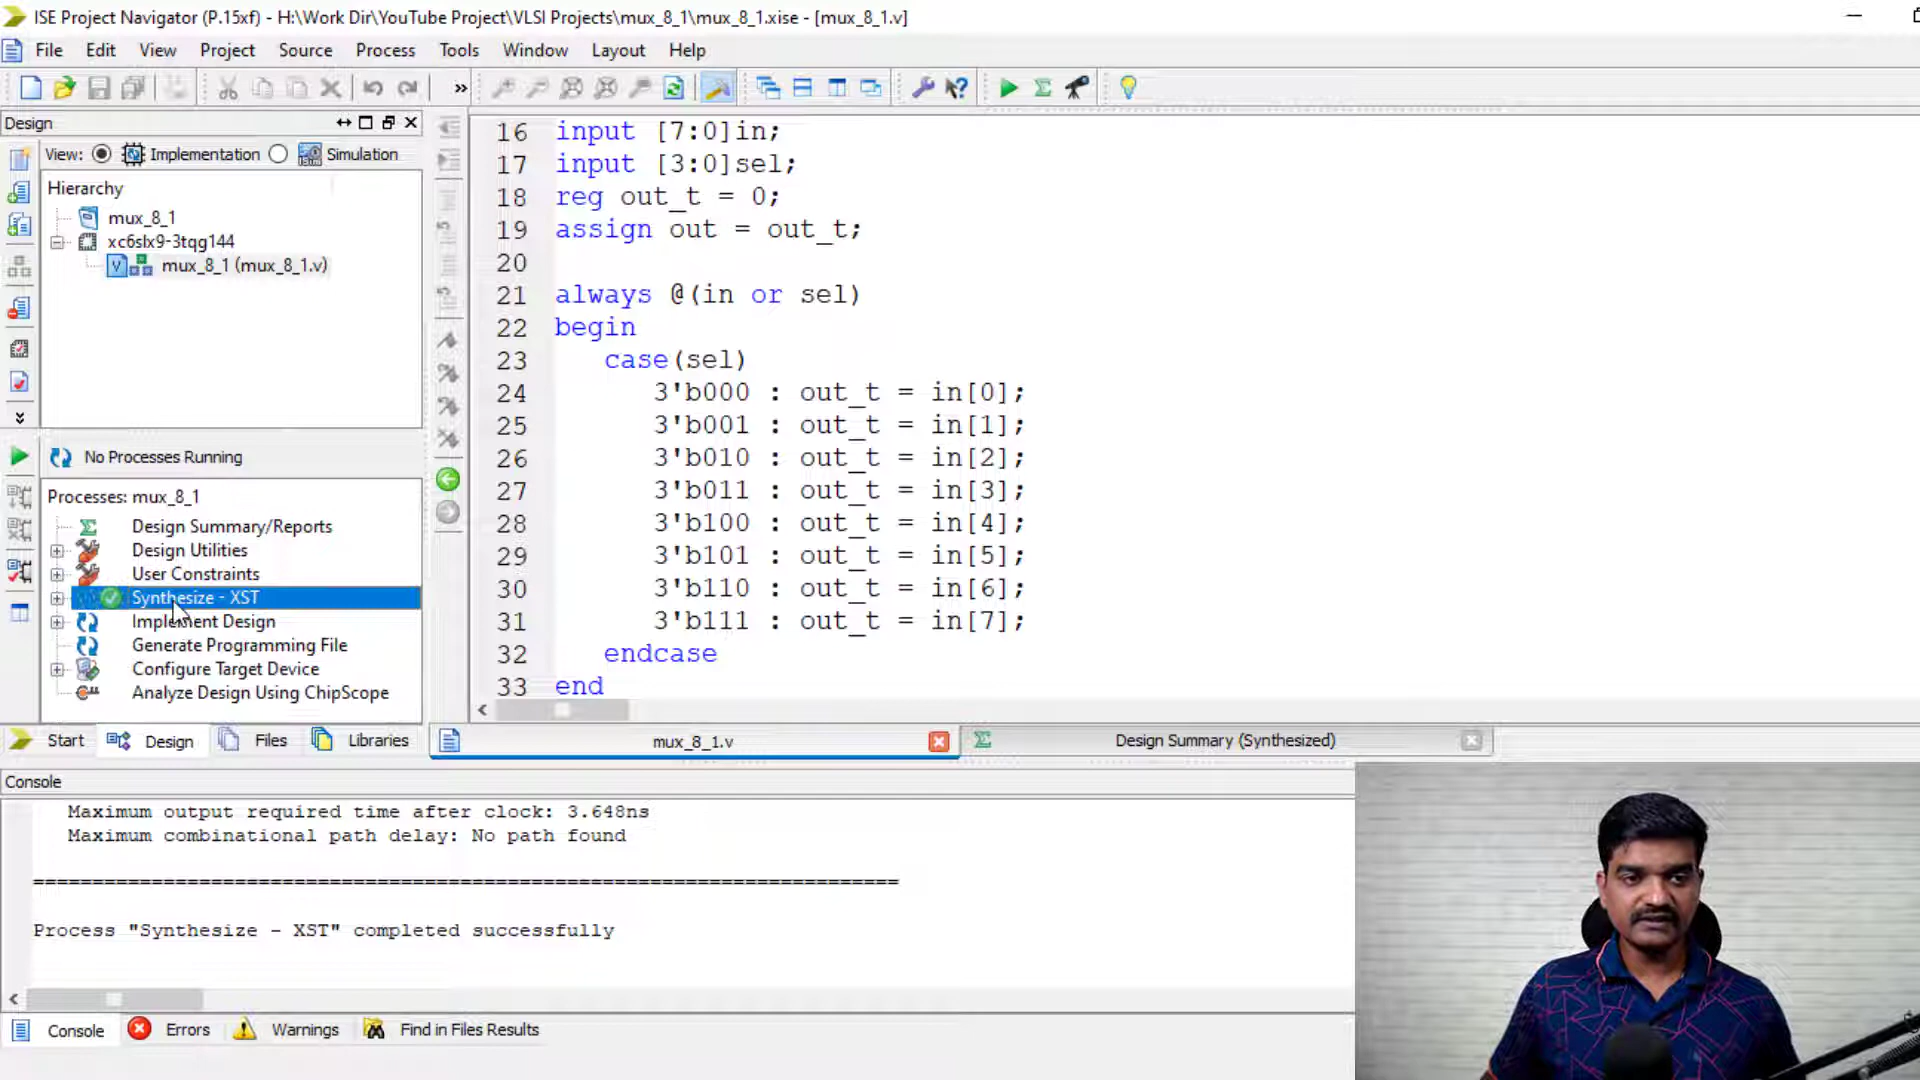 ISE Project Navigator (P.15xf) - H:\Work Dir\YouTube Project\VLSI Projects\mux_8_1\mux_8_1.xise - [mux_8_1.v]
File Edit View Project Source Process Tools Window Layout Help
»
Design
View: Implementation Simulation
Hierarchy
mux_8_1
xc6slx9-3tqg144
mux_8_1 (mux_8_1.v)
No Processes Running
Processes: mux_8_1
Design Summary/Reports
Design Utilities
User Constraints
Synthesize - XST
Implement Design
Generate Programming File
Configure Target Device
Analyze Design Using ChipScope
Start Design Files Libraries
16 input [7:0]in;
17 input [3:0]sel;
18 reg out_t = 0;
19 assign out = out_t;
20
21 always @(in or sel)
22 begin
23 case(sel)
24 3'b000 : out_t = in[0];
25 3'b001 : out_t = in[1];
26 3'b010 : out_t = in[2];
27 3'b011 : out_t = in[3];
28 3'b100 : out_t = in[4];
29 3'b101 : out_t = in[5];
30 3'b110 : out_t = in[6];
31 3'b111 : out_t = in[7];
32 endcase
33 end
mux_8_1.v Design Summary (Synthesized)
Console
Maximum output required time after clock: 3.648ns
Maximum combinational path delay: No path found
=========================================================================
Process "Synthesize - XST" completed successfully
Console Errors Warnings Find in Files Results